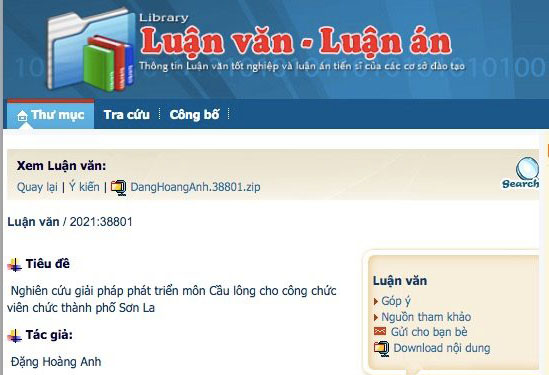 Library
Luận văn - Luận án
Thông tin Luận văn tốt nghiệp và luận án tiến sĩ của các cơ sở đào tạo
10100
Thư mục Tra cứu Công bố
Xem Luận văn:
Quay lại | Ý kiến | DangHoangAnh.38801.zip
Search
Luận văn / 2021:38801
Tiêu đề
Nghiên cứu giải pháp phát triển môn Cầu lông cho công chức
viên chức thành phố Sơn La
Tác giả:
Đặng Hoàng Anh
Luận văn
Góp ý
Nguồn tham khảo
Gửi cho bạn bè
Download nội dung